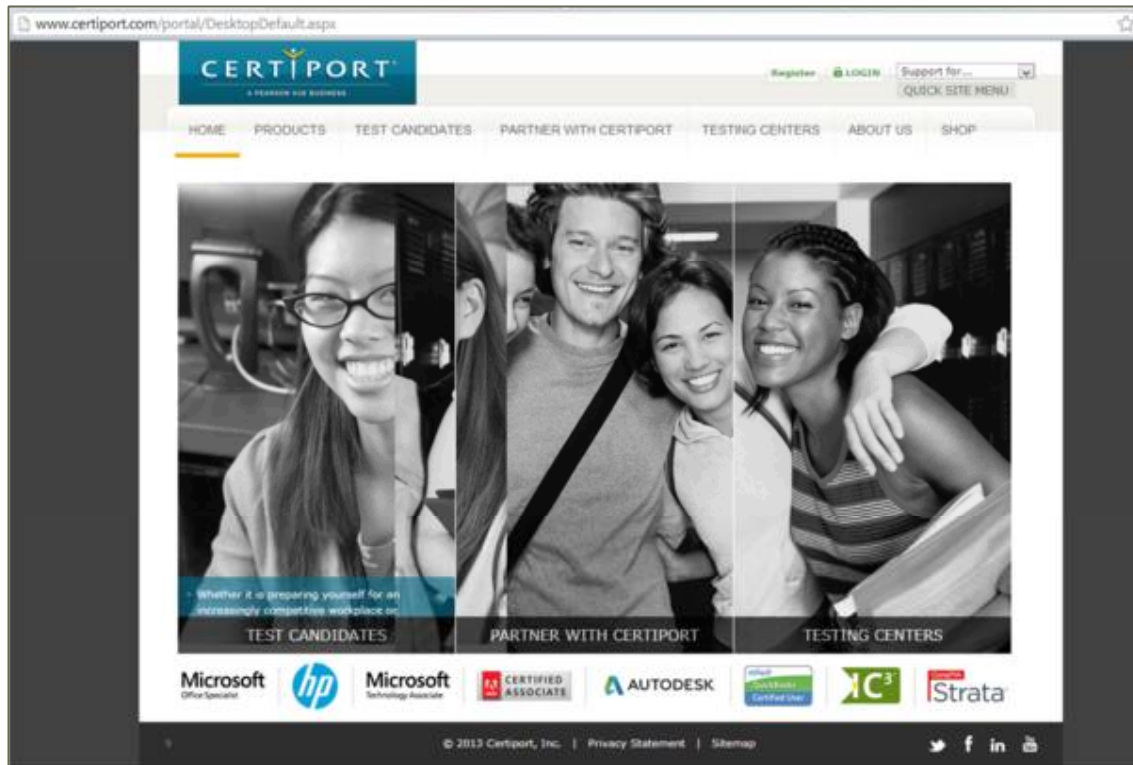 www.certiport.com/portal/DesktopDefault.aspx
CERTIPORT
A PEARSON VUE BUSINESS
Register LOGIN Support for...
QUICK SITE MENU
HOME PRODUCTS TEST CANDIDATES PARTNER WITH CERTIPORT TESTING CENTERS ABOUT US SHOP
Whether it is preparing yourself for an
increasingly competitive workplace or
TEST CANDIDATES PARTNER WITH CERTIPORT TESTING CENTERS
Microsoft
Office Specialist
hp
Microsoft
Technology Associate
CERTIFIED
ASSOCIATE
AUTODESK
QuickBooks
Certified User
IC3
CompTIA
Strata
© 2013 Certiport, Inc. | Privacy Statement | Sitemap
f in You